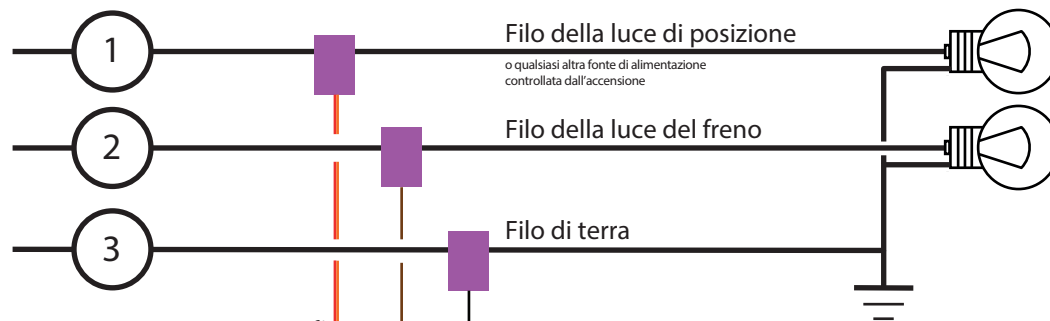 1
Filo della luce di posizione
o qualsiasi altra fonte di alimentazione
controllata dall'accensione
2
Filo della luce del freno
3
Filo di terra